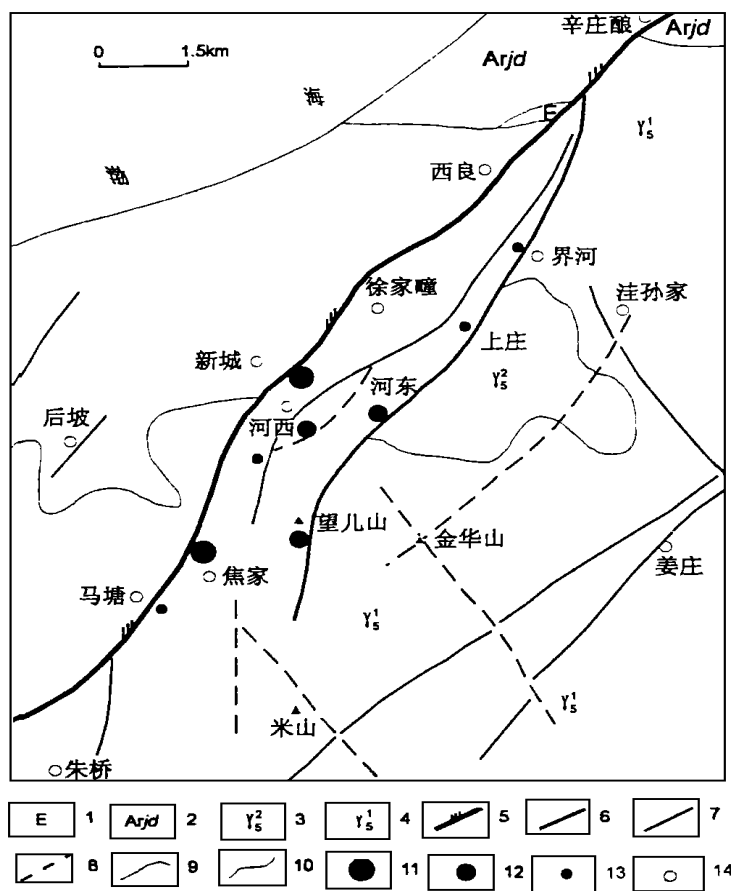 辛庄酿
Arjd
Arjd
0 1.5km
海
渤
E
γ₅¹
西良
界河
徐家疃
洼孙家
上庄
新城
γ₅²
河东
后坡
河西
望儿山
金华山
焦家
姜庄
马塘
γ₅¹
γ₅¹
米山
朱桥
E 1 Arjd 2 γ₅² 3 γ₅¹ 4 5 6 7
8 9 10 11 12 13 14